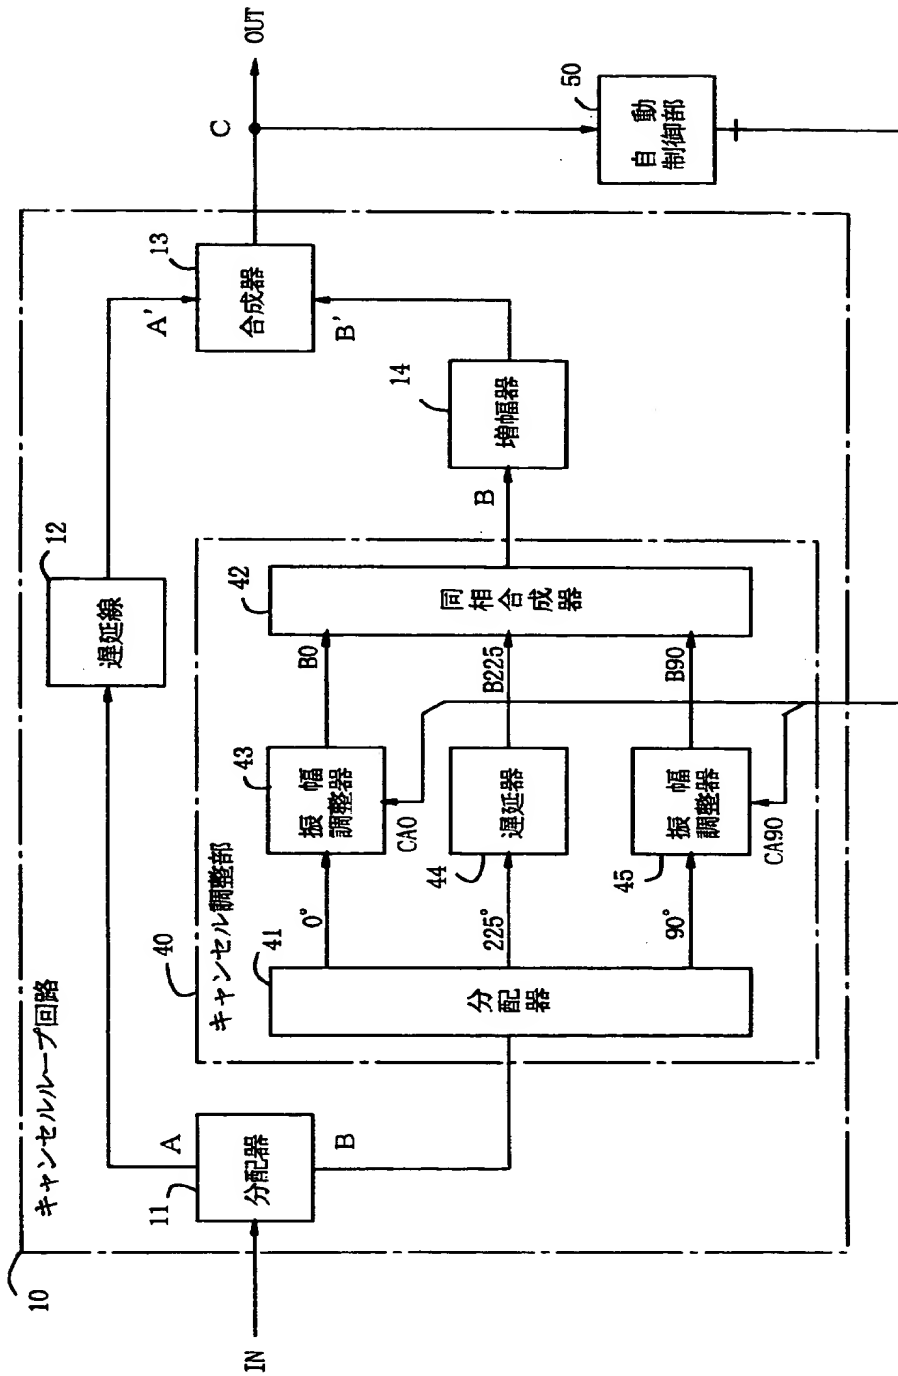 10
キャンセルループ回路
IN
11
分配器
A
B
12
遅延線
40
キャンセル調整部
41
分配器
0°
225°
90°
43
振幅
調整器
CA0
44
遅延器
45
振幅
調整器
CA90
B0
B225
B90
42
同相合成器
B
14
増幅器
A'
B'
13
合成器
C
OUT
50
自動
制御部